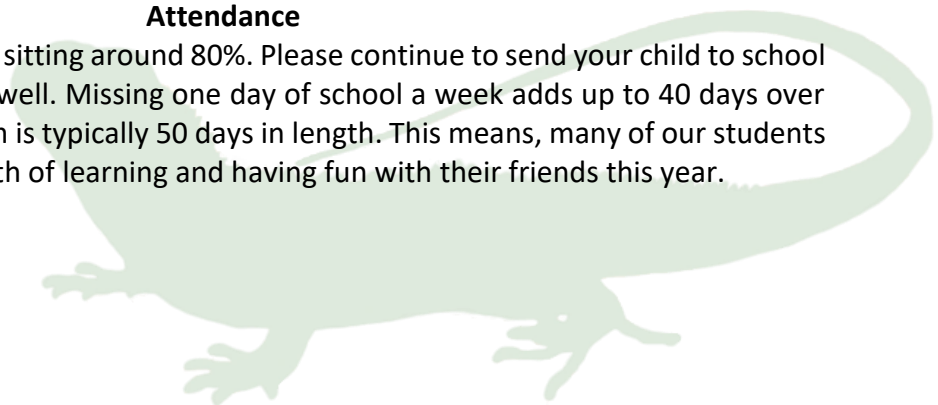 Attendance
sitting around 80%. Please continue to send your child to school
well. Missing one day of school a week adds up to 40 days over
is typically 50 days in length. This means, many of our students
of learning and having fun with their friends this year.